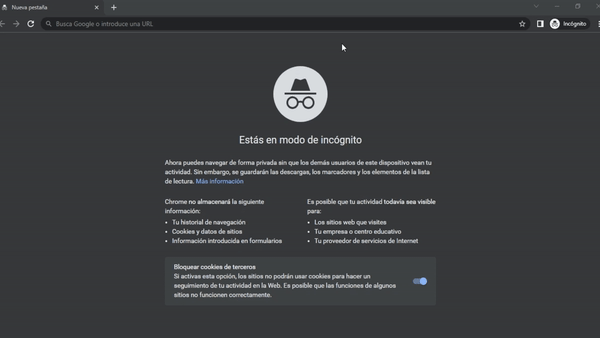 Nueva pestaña
Busca Google o introduce una URL
Incógnito
Estás en modo de incógnito
Ahora puedes navegar de forma privada sin que los demás usuarios de este dispositivo vean tu
actividad. Sin embargo, se guardarán las descargas, los marcadores y los elementos de la lista
de lectura. Más información
Chrome no almacenará la siguiente
información:
• Tu historial de navegación
• Cookies y datos de sitios
• Información introducida en formularios
Es posible que tu actividad todavía sea visible
para:
• Los sitios web que visites
• Tu empresa o centro educativo
• Tu proveedor de servicios de Internet
Bloquear cookies de terceros
Si activas esta opción, los sitios no podrán usar cookies para hacer un
seguimiento de tu actividad en la Web. Es posible que las funciones de algunos
sitios no funcionen correctamente.